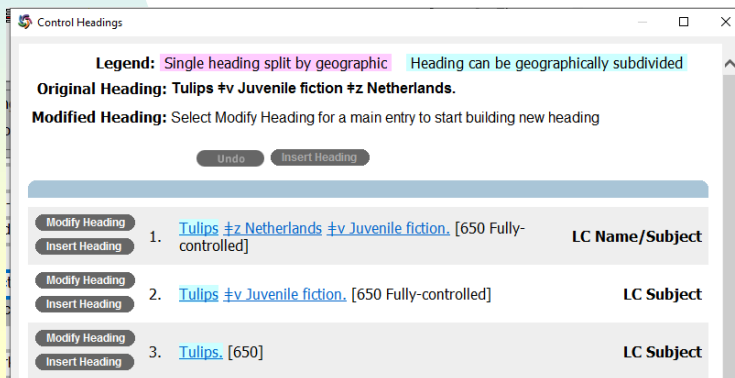 Control Headings
Legend: Single heading split by geographic Heading can be geographically subdivided
Original Heading: Tulips ǂv Juvenile fiction ǂz Netherlands.
Modified Heading: Select Modify Heading for a main entry to start building new heading
Undo Insert Heading
Modify Heading
Insert Heading
1. Tulips ǂz Netherlands ǂv Juvenile fiction. [650 Fully-
controlled]
LC Name/Subject
Modify Heading
Insert Heading
2. Tulips ǂv Juvenile fiction. [650 Fully-controlled]
LC Subject
Modify Heading
Insert Heading
3. Tulips. [650]
LC Subject